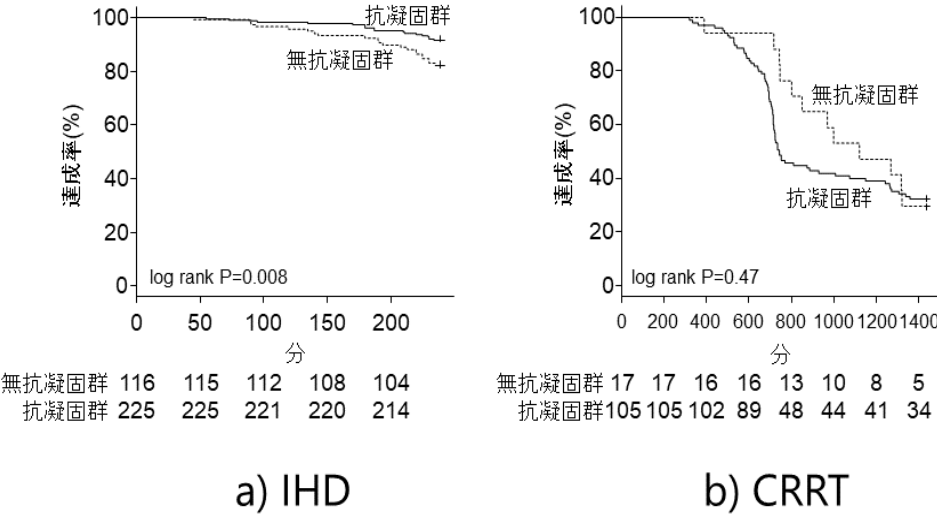 100
80
60
40
20
0
達成率(%)
抗凝固群
無抗凝固群
log rank P=0.008
0 50 100 150 200
分
無抗凝固群 116 115 112 108 104
抗凝固群 225 225 221 220 214
a) IHD
100
80
60
40
20
0
達成率(%)
無抗凝固群
抗凝固群
log rank P=0.47
0 200 400 600 800 1000 1200 1400
分
無抗凝固群 17 17 16 16 13 10 8 5
抗凝固群 105 105 102 89 48 44 41 34
b) CRRT